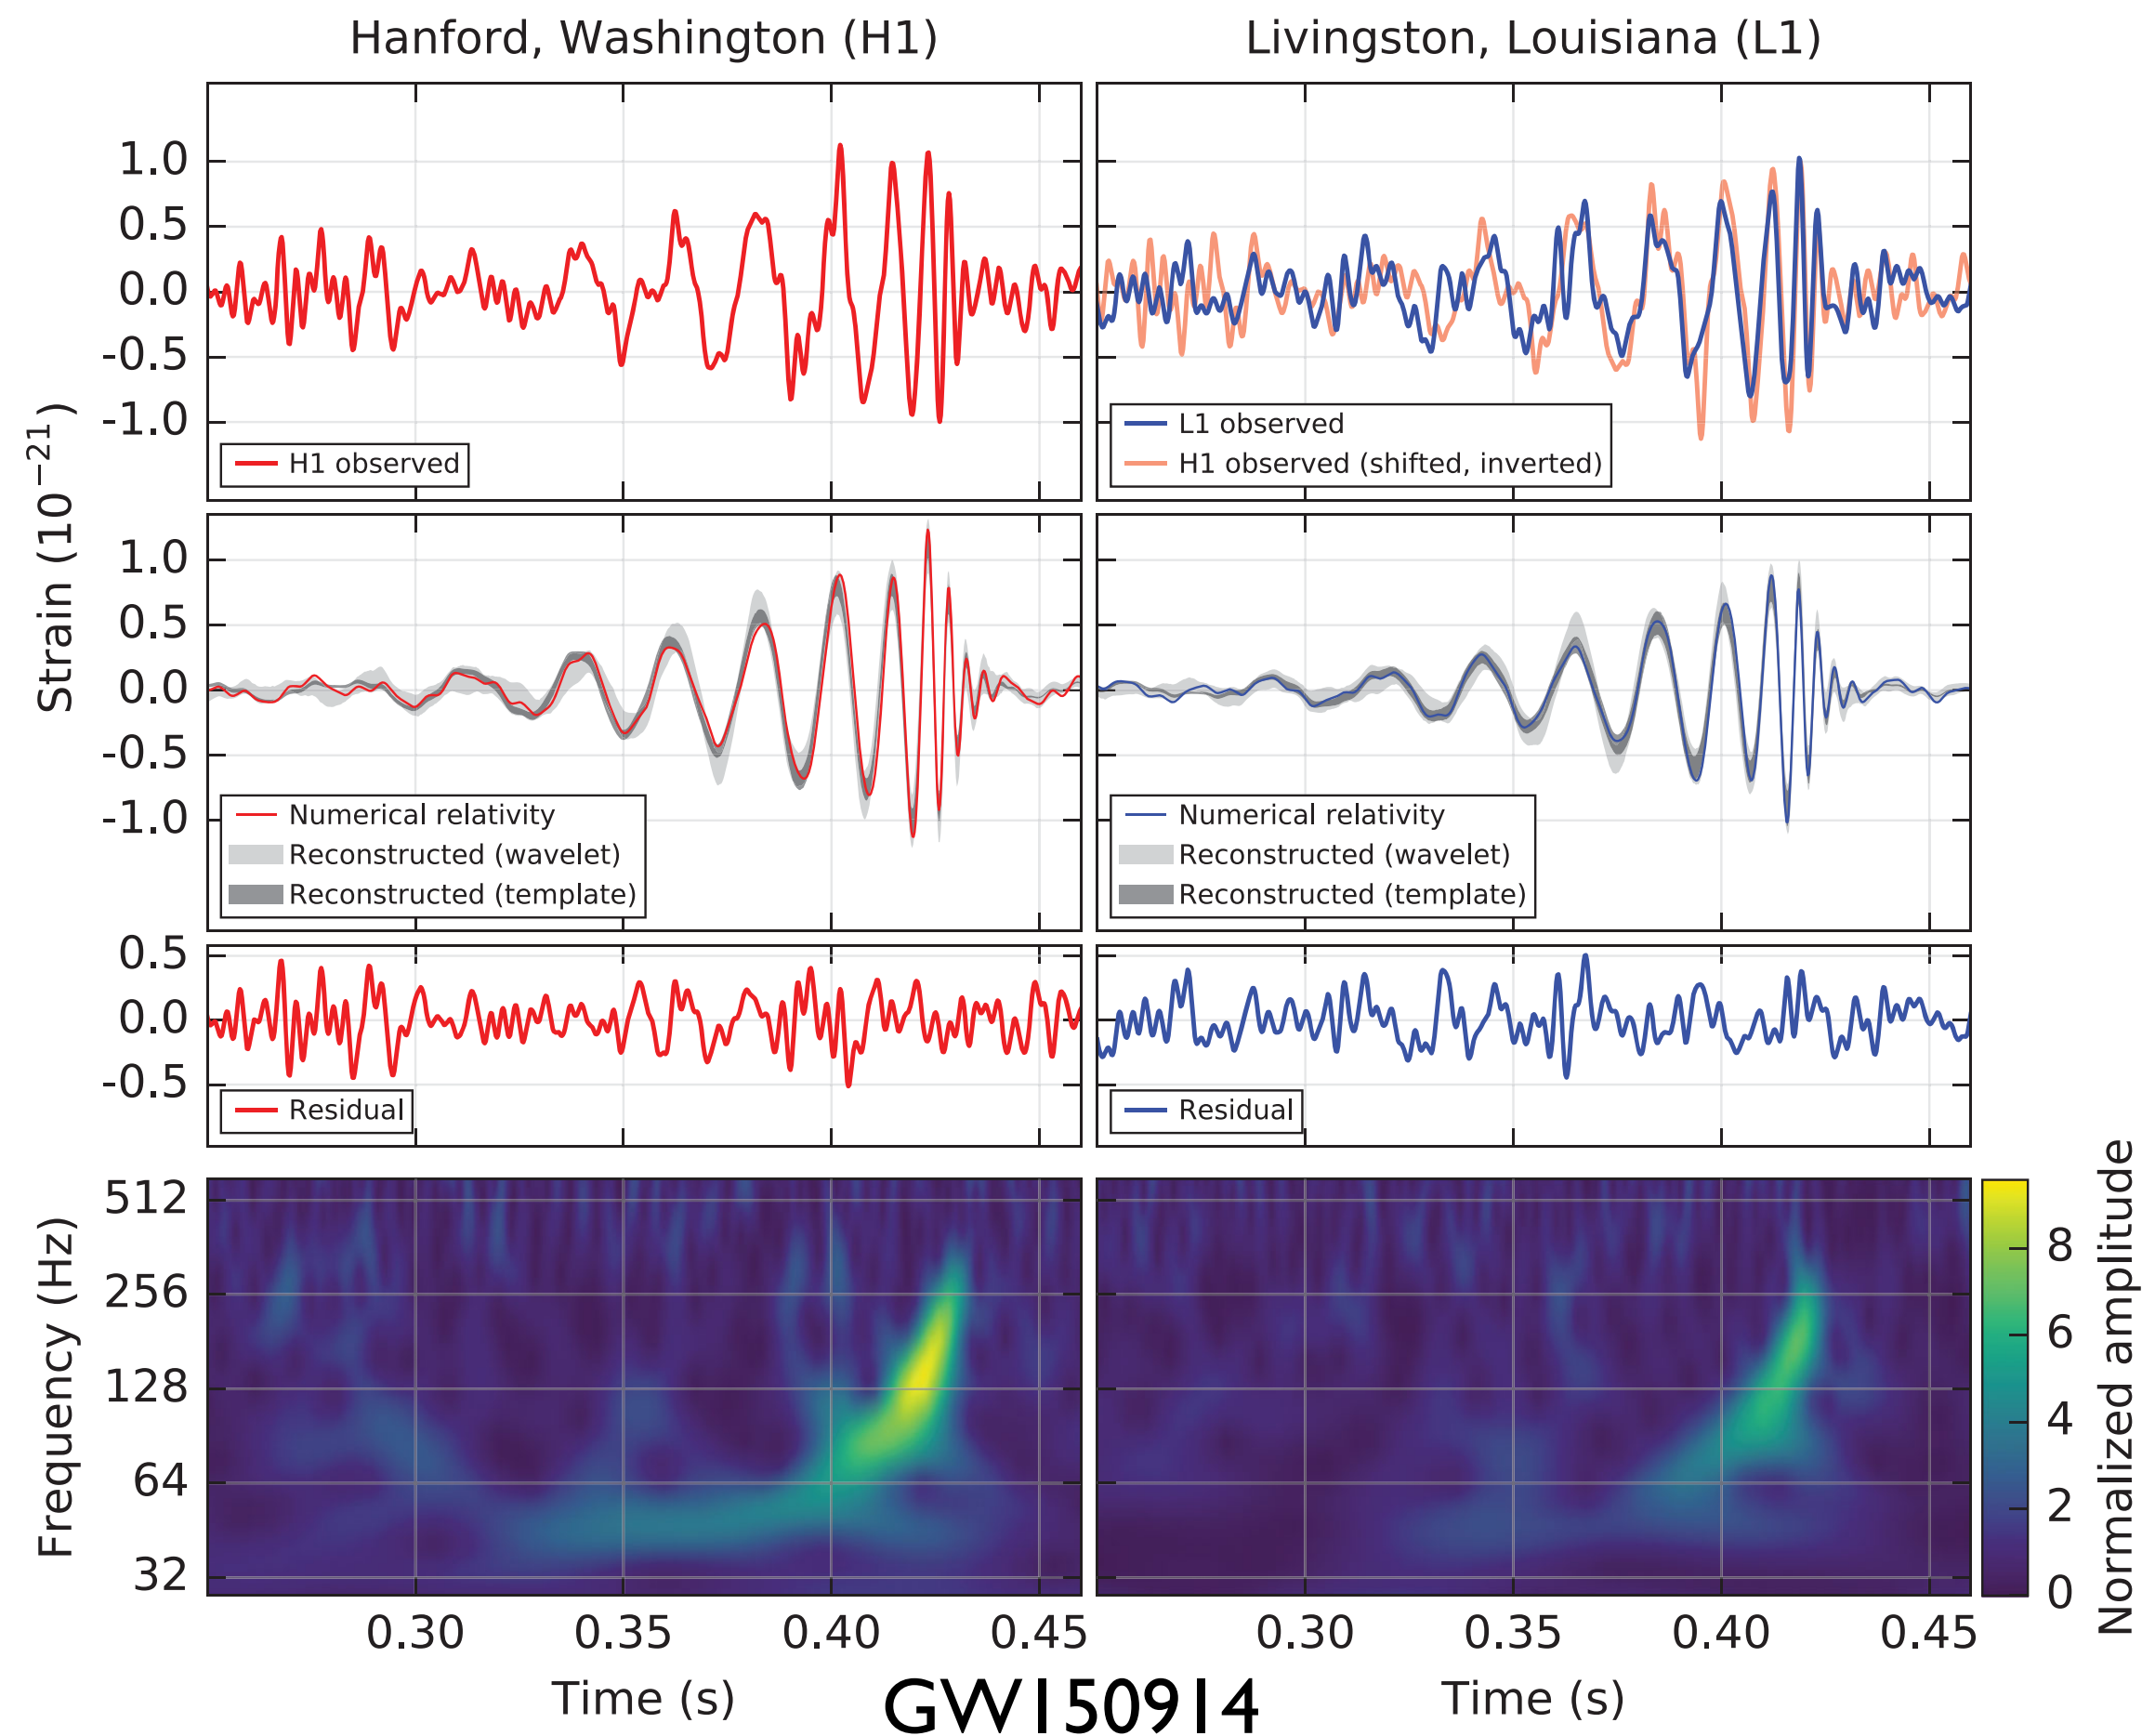 Hanford, Washington (H1)
Livingston, Louisiana (L1)
Strain (10⁻²¹)
1.0
0.5
0.0
-0.5
-1.0
H1 observed
L1 observed
H1 observed (shifted, inverted)
1.0
0.5
0.0
-0.5
-1.0
Numerical relativity
Reconstructed (wavelet)
Reconstructed (template)
Numerical relativity
Reconstructed (wavelet)
Reconstructed (template)
0.5
0.0
-0.5
Residual
Residual
Frequency (Hz)
512
256
128
64
32
8
6
4
2
0
Normalized amplitude
0.30 0.35 0.40 0.45
0.30 0.35 0.40 0.45
Time (s)
Time (s)
GW150914